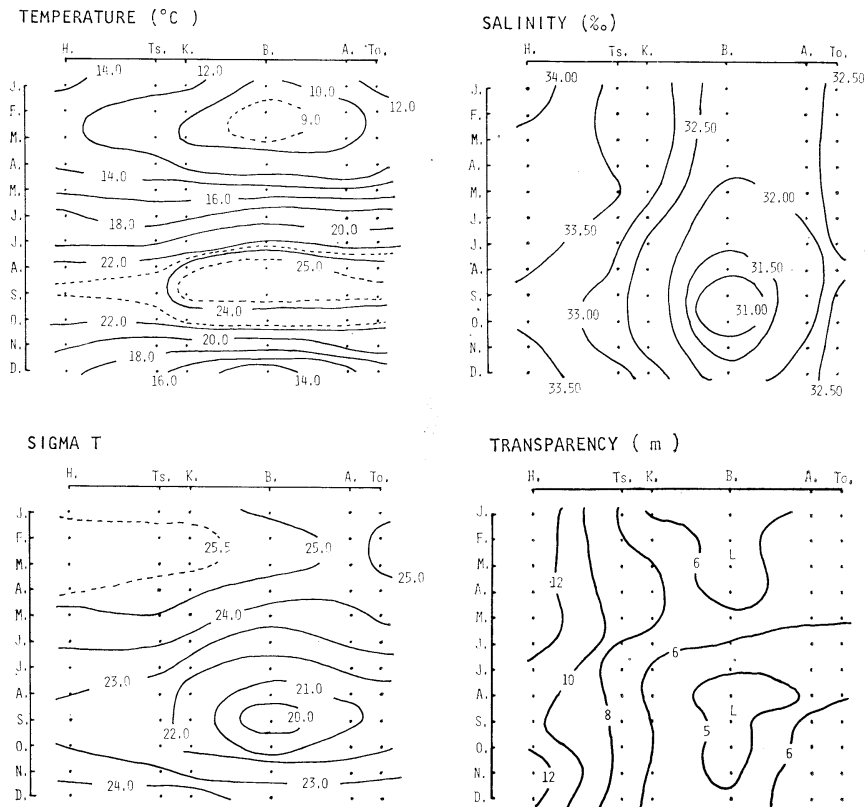 TEMPERATURE (°C )
H. Ts. K. B. A. To.
J.
F.
M.
A.
M.
J.
J.
A.
S.
O.
N.
D.
14.0 12.0 10.0 12.0
9.0
14.0
16.0
18.0 20.0
22.0 25.0
24.0
22.0
20.0
18.0
16.0 14.0
SALINITY (‰)
H. Ts. K. B. A. To.
J.
F.
M.
A.
M.
J.
J.
A.
S.
O.
N.
D.
34.00 32.50
32.50
32.00
33.50
31.50
33.00 31.00
33.50 32.50
SIGMA T
H. Ts. K. B. A. To.
J.
F.
M.
A.
M.
J.
J.
A.
S.
O.
N.
D.
25.5 25.0
25.0
24.0
23.0 21.0
20.0
22.0
24.0 23.0
TRANSPARENCY ( m )
H. Ts. K. B. A. To.
J.
F.
M.
A.
M.
J.
J.
A.
S.
O.
N.
D.
6 L
12
6
10
8 L
5
6
12